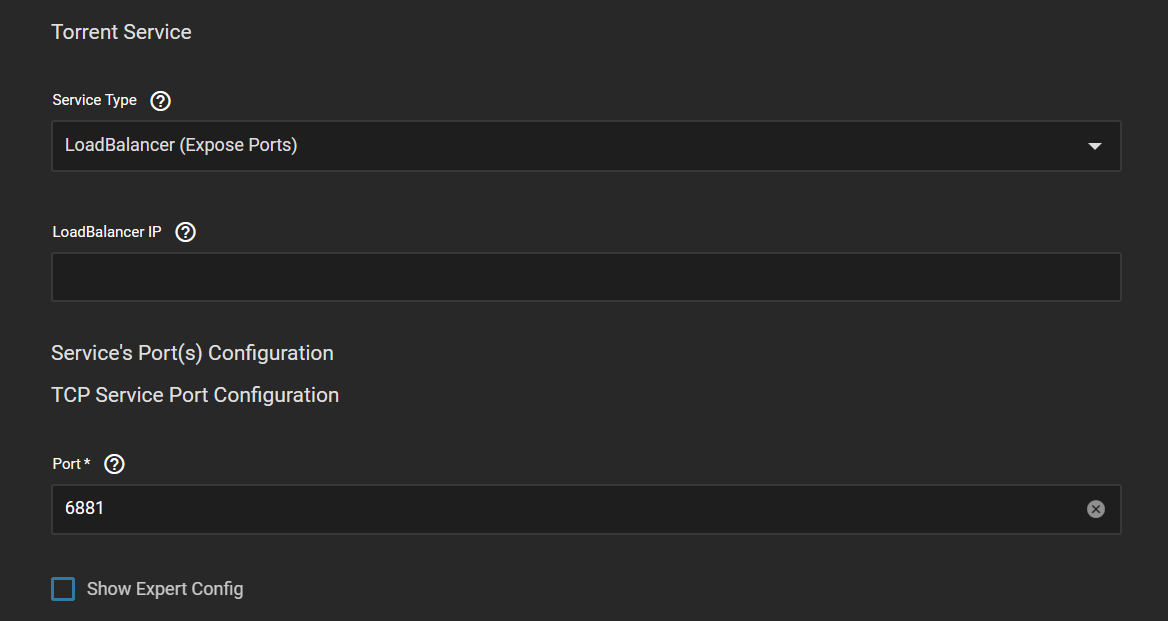 Torrent Service
Service Type ?
LoadBalancer (Expose Ports)
LoadBalancer IP ?
Service's Port(s) Configuration
TCP Service Port Configuration
Port * ?
6881
Show Expert Config